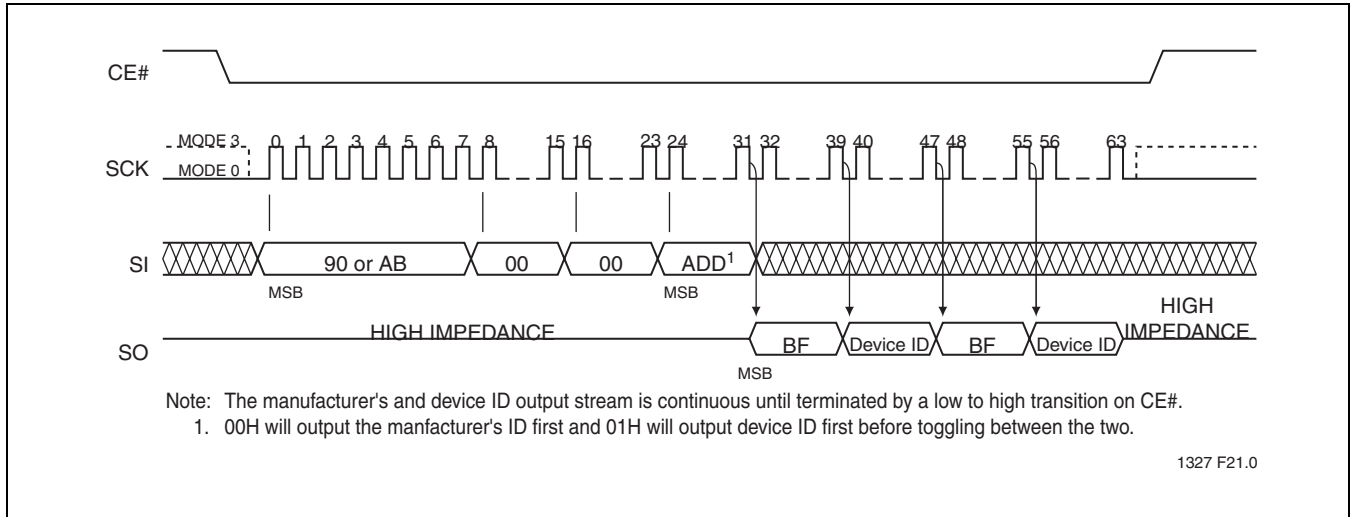 CE#
MODE 3 0 1 2 3 4 5 6 7 8 15 16 23 24 31 32 39 40 47 48 55 56 63
SCK MODE 0
SI 90 or AB 00 00 ADD1
MSB MSB
HIGH IMPEDANCE
HIGH IMPEDANCE
SO BF Device ID BF Device ID
MSB
Note: The manufacturer's and device ID output stream is continuous until terminated by a low to high transition on CE#.
1. 00H will output the manfacturer's ID first and 01H will output device ID first before toggling between the two.
1327 F21.0